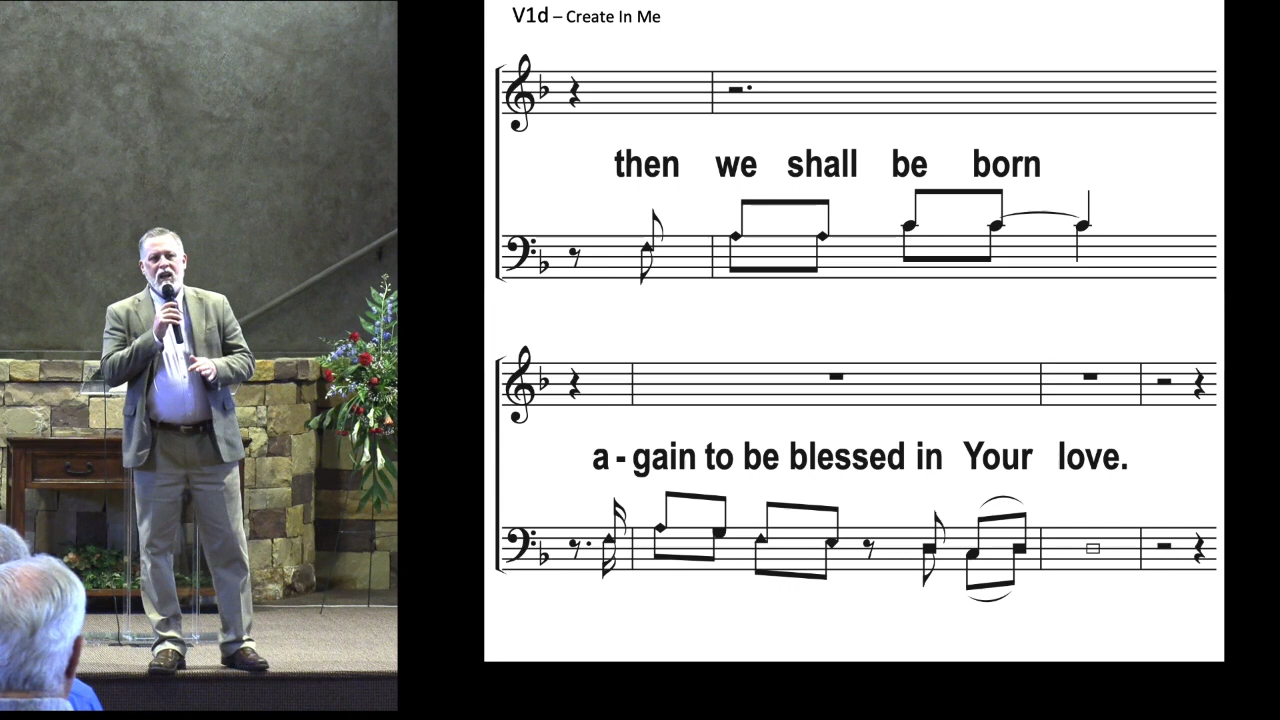 V1d – Create In Me
then we shall be born
a - gain to be blessed in Your love.